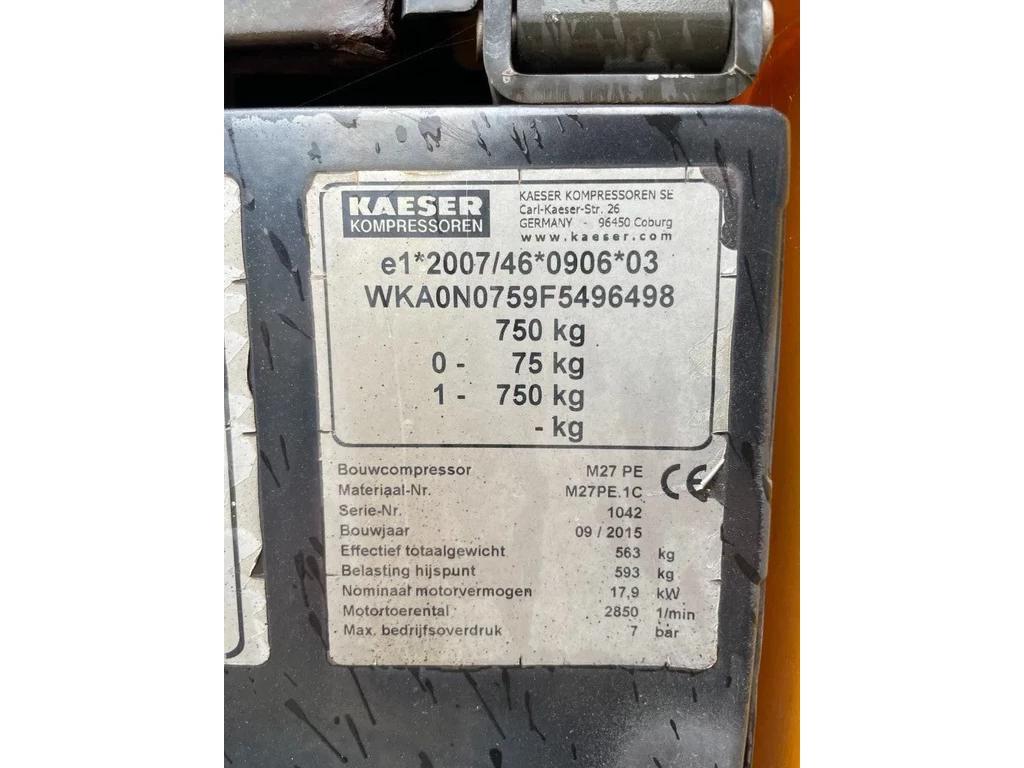 KAESER
KOMPRESSOREN
KAESER KOMPRESSOREN SE
Carl-Kaeser-Str. 26
GERMANY - 96450 Coburg
www.kaeser.com
e1*2007/46*0906*03
WKA0N0759F5496498
750 kg
0 - 75 kg
1 - 750 kg
- kg
Bouwcompressor M27 PE
Materiaal-Nr. M27PE.1C CE
Serie-Nr. 1042
Bouwjaar 09 / 2015
Effectief totaalgewicht 563 kg
Belasting hijspunt 593 kg
Nominaal motorvermogen 17,9 kW
Motortoerental 2850 1/min
Max. bedrijfsoverdruk 7 bar